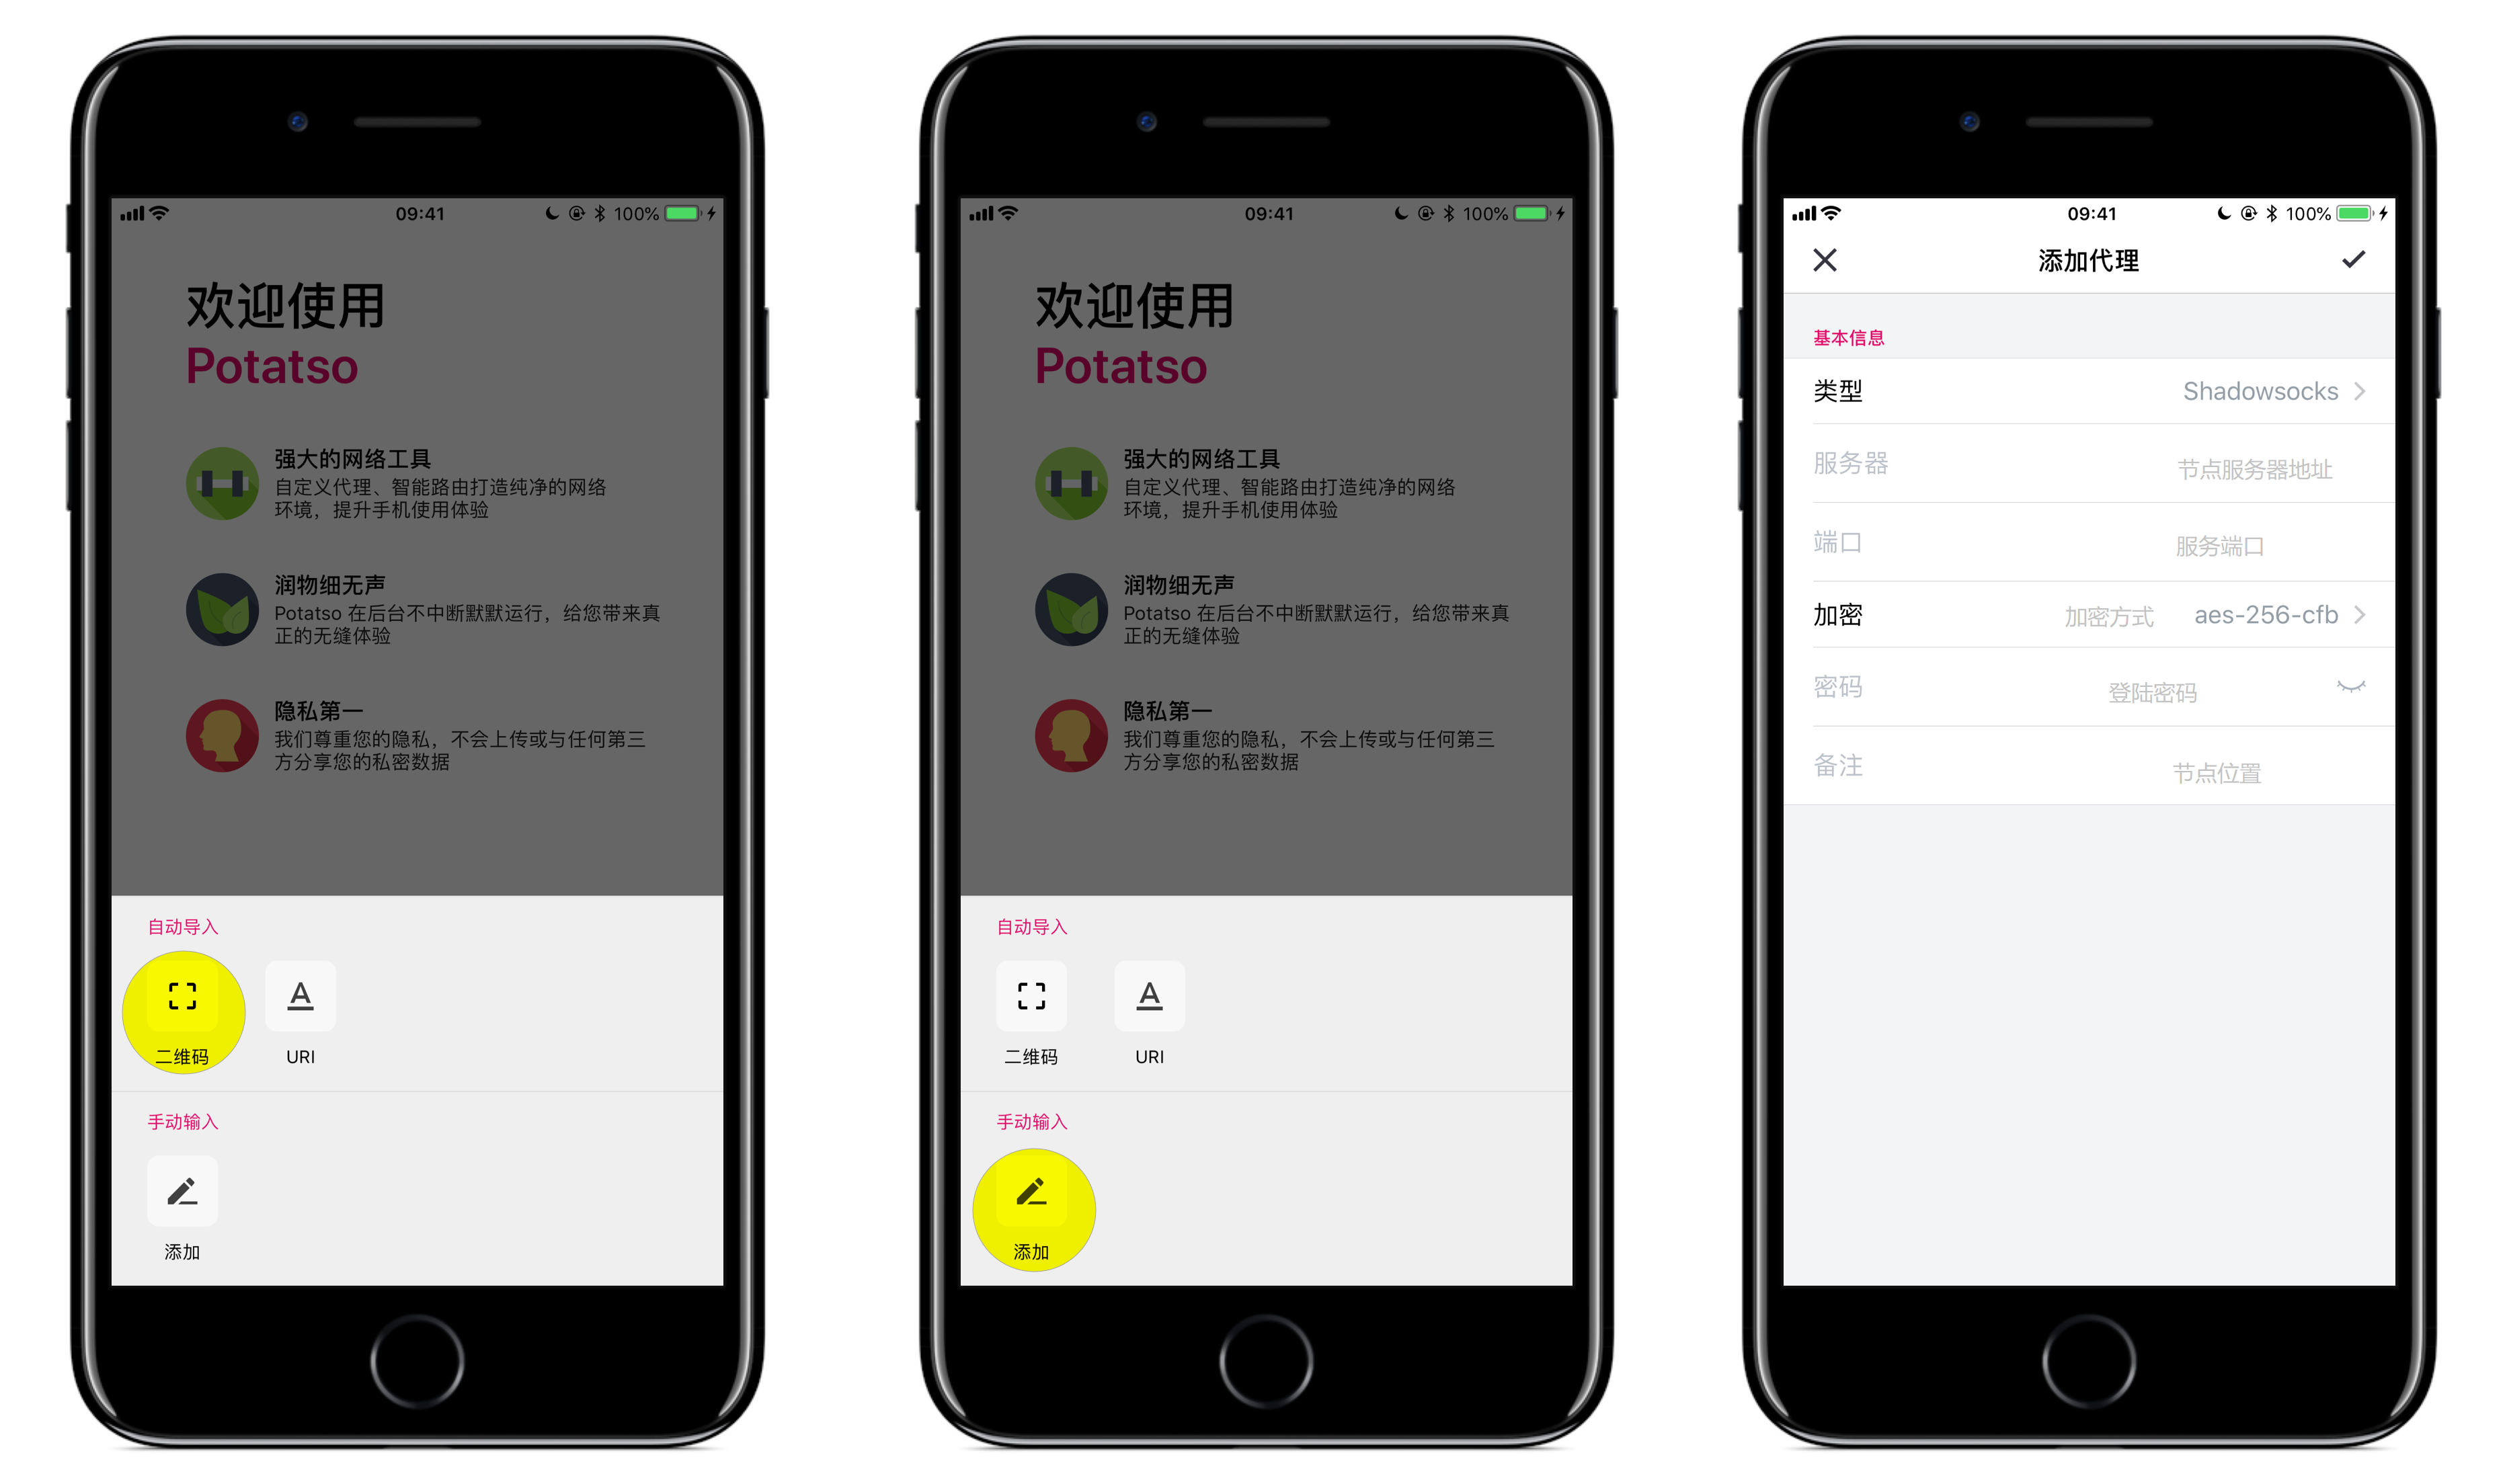 09:41
100%
欢迎使用
Potatso
强大的网络工具
自定义代理、智能路由打造纯净的网络
环境，提升手机使用体验
润物细无声
Potatso 在后台不中断默默运行，给您带来真
正的无缝体验
隐私第一
我们尊重您的隐私，不会上传或与任何第三
方分享您的私密数据
自动导入
二维码
URI
手动输入
添加
09:41
100%
欢迎使用
Potatso
强大的网络工具
自定义代理、智能路由打造纯净的网络
环境，提升手机使用体验
润物细无声
Potatso 在后台不中断默默运行，给您带来真
正的无缝体验
隐私第一
我们尊重您的隐私，不会上传或与任何第三
方分享您的私密数据
自动导入
二维码
URI
手动输入
添加
09:41
100%
添加代理
基本信息
类型 Shadowsocks
服务器 节点服务器地址
端口 服务端口
加密 加密方式 aes-256-cfb
密码 登陆密码
备注 节点位置